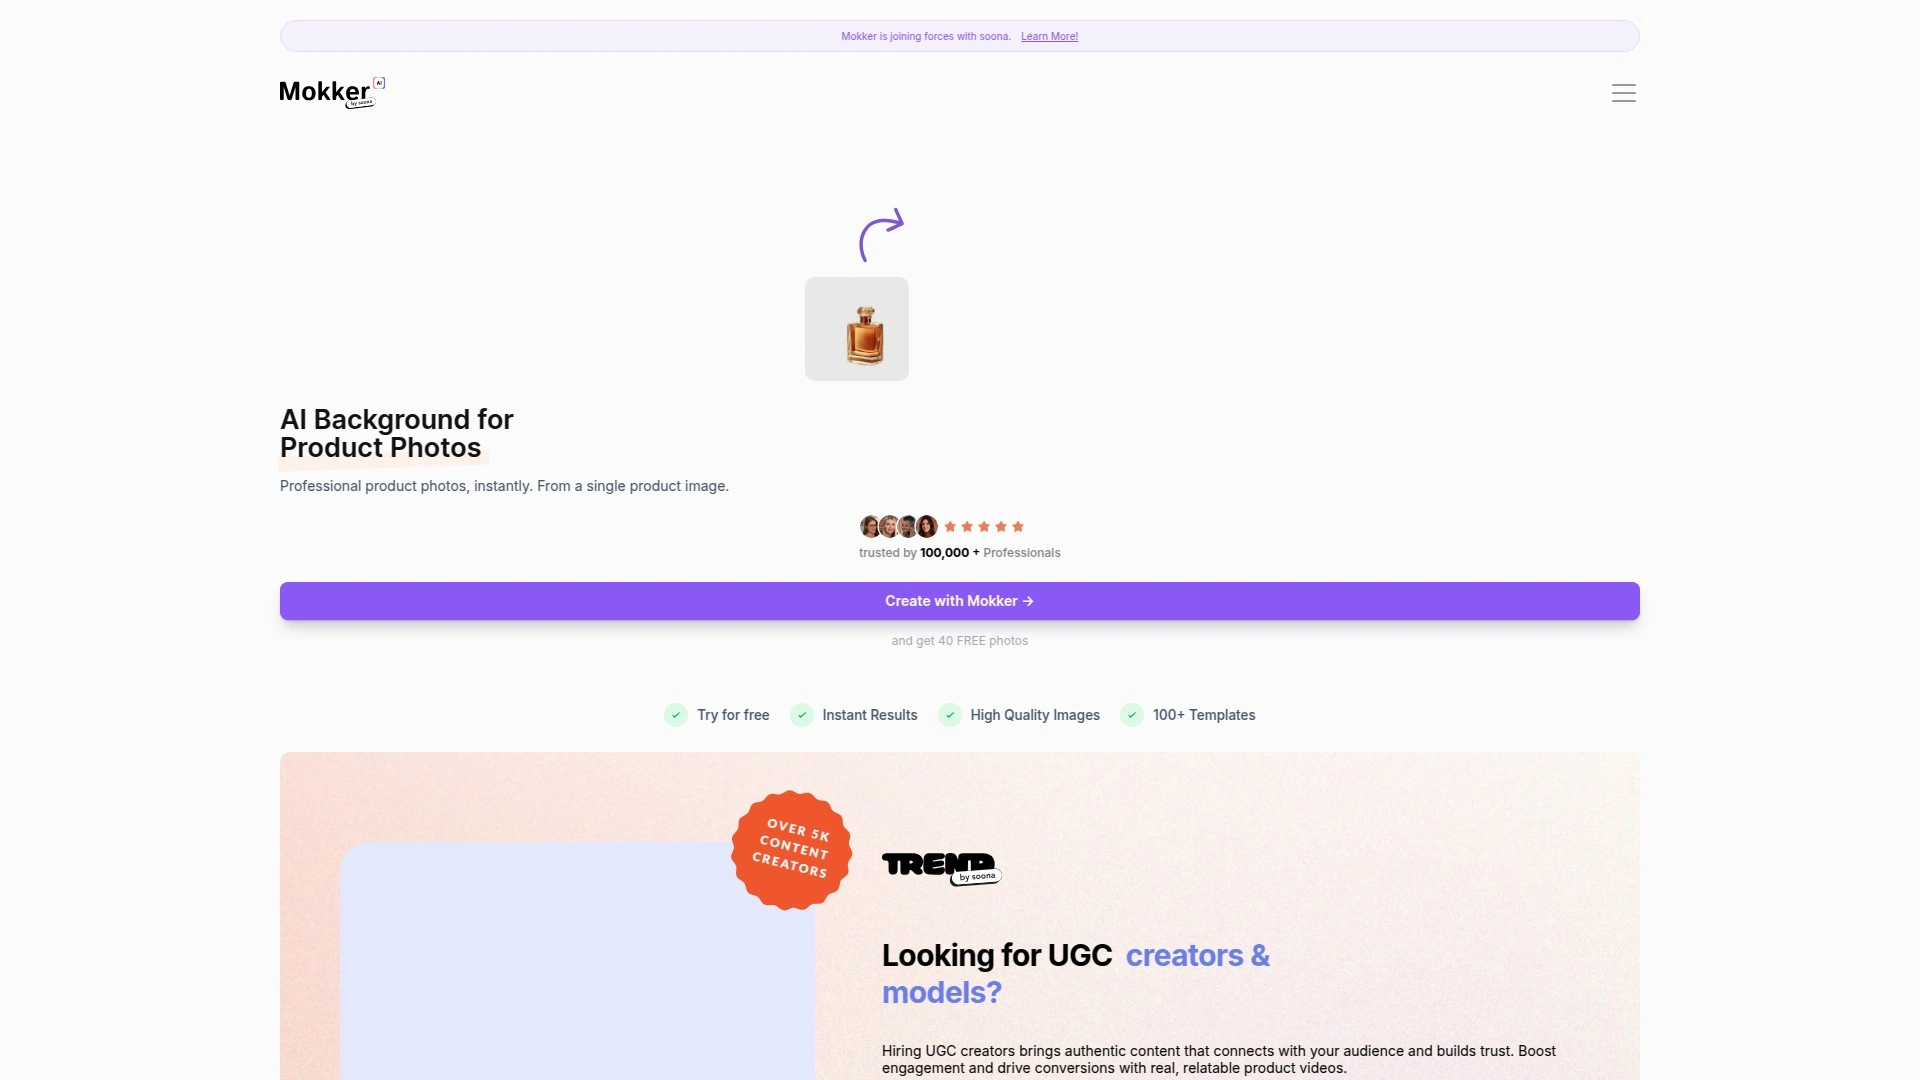 Mokker is joining forces with soona. Learn More!
Mokker AI
by soona
AI Background for
Product Photos
Professional product photos, instantly. From a single product image.
trusted by 100,000 + Professionals
Create with Mokker →
and get 40 FREE photos
Try for free
Instant Results
High Quality Images
100+ Templates
OVER 5K
CONTENT
CREATORS
TREND
by soona
Looking for UGC creators &
models?
Hiring UGC creators brings authentic content that connects with your audience and builds trust. Boost
engagement and drive conversions with real, relatable product videos.